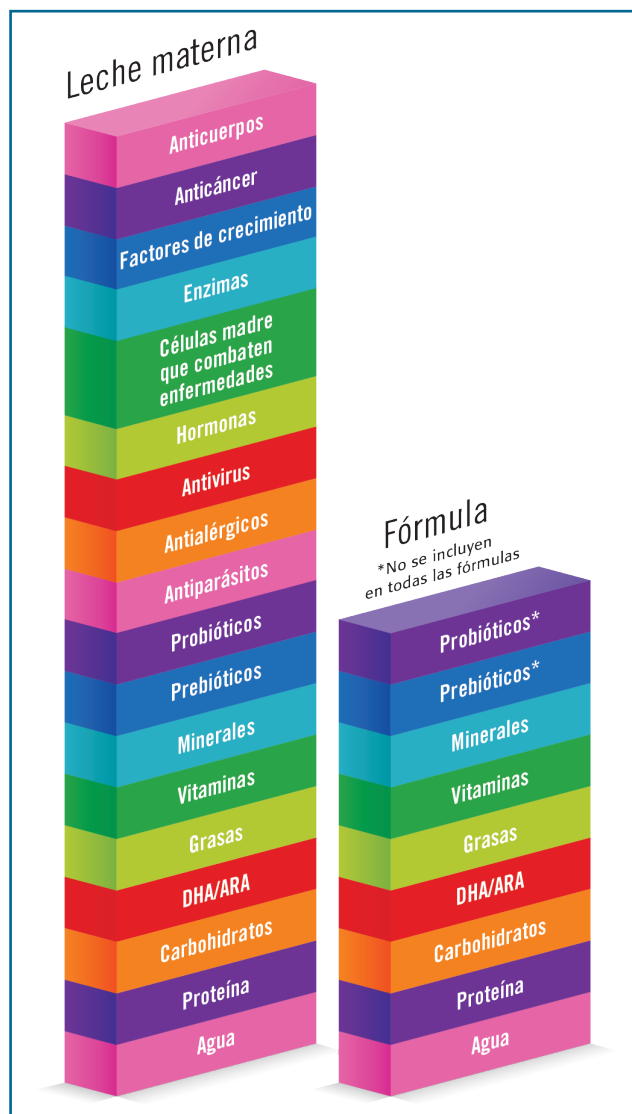 Leche materna
Anticuerpos
Anticáncer
Factores de crecimiento
Enzimas
Células madre
que combaten
enfermedades
Hormonas
Antivirus
Antialérgicos
Antiparásitos
Probióticos
Prebióticos
Minerales
Vitaminas
Grasas
DHA/ARA
Carbohidratos
Proteína
Agua
Fórmula
*No se incluyen
en todas las fórmulas
Probióticos*
Prebióticos*
Minerales
Vitaminas
Grasas
DHA/ARA
Carbohidratos
Proteína
Agua